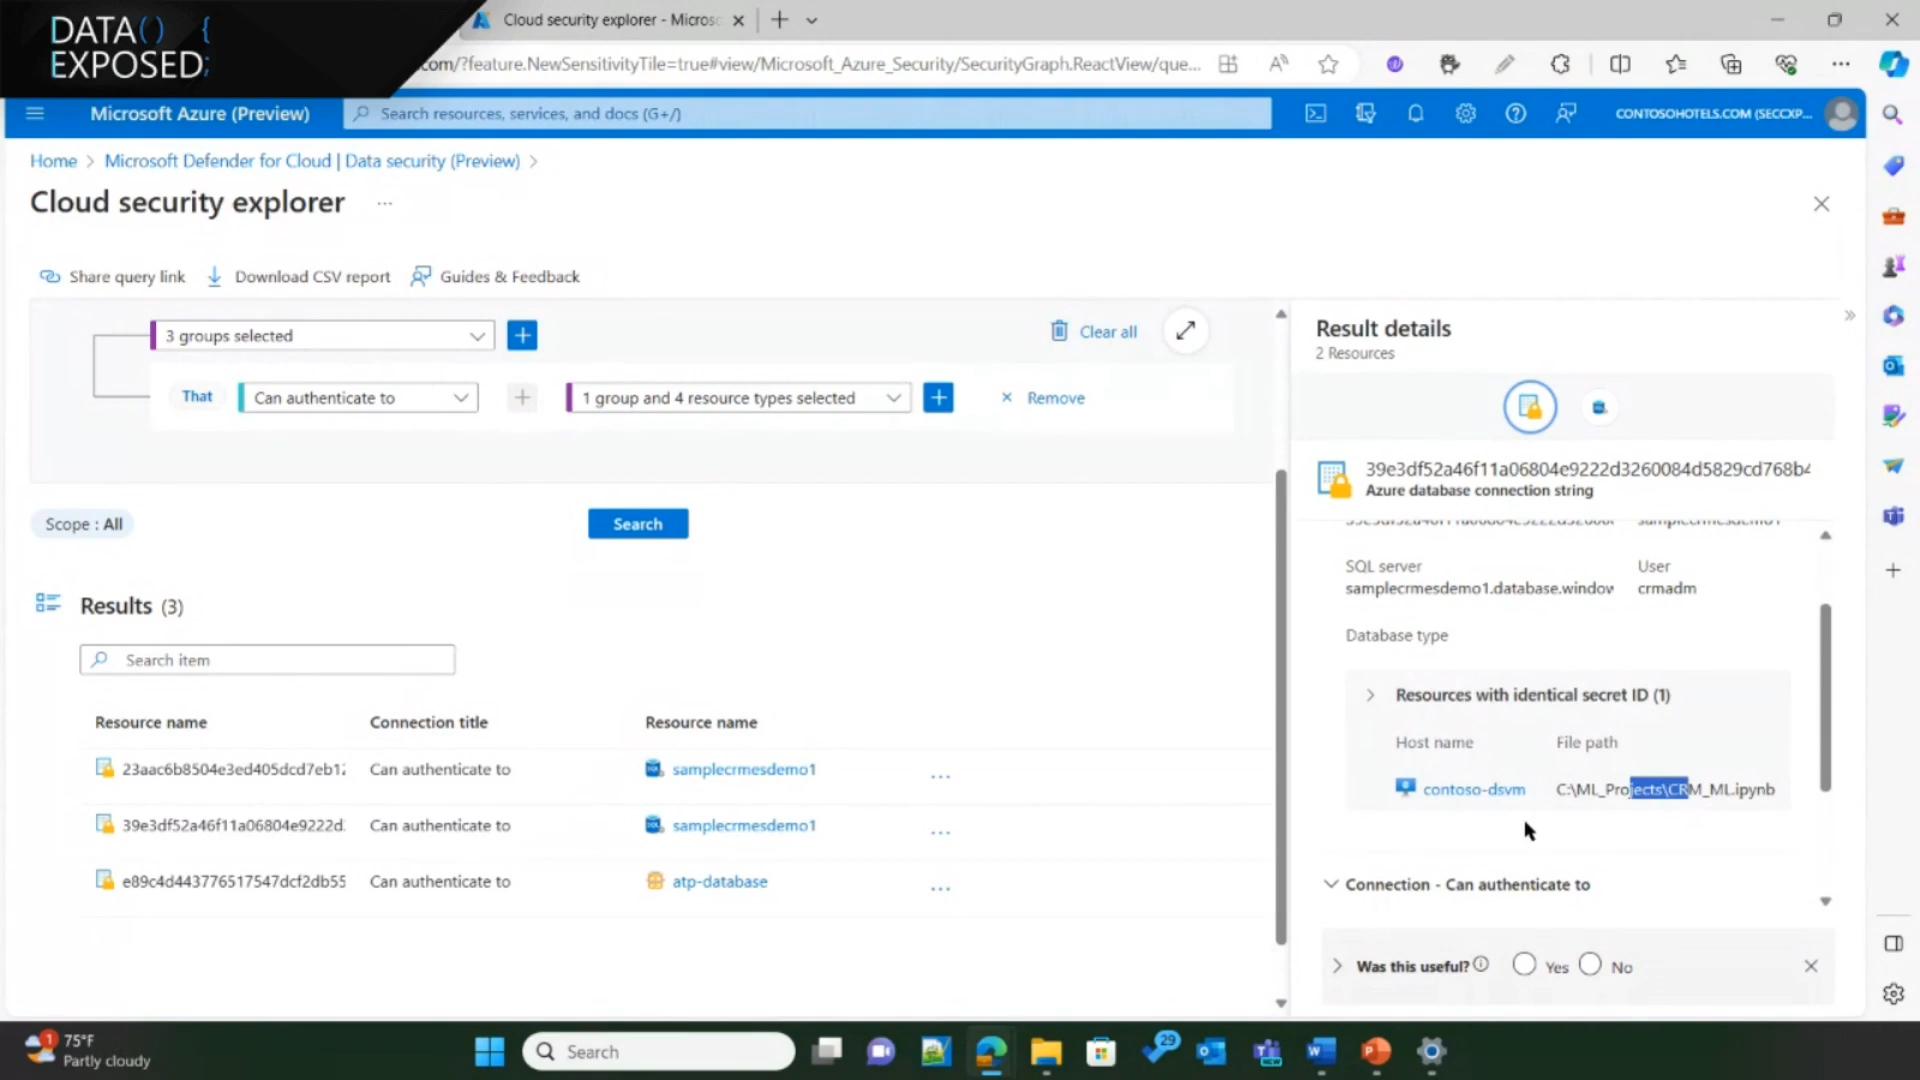 DATA() {
EXPOSED;
Cloud security explorer - Micros
com/?feature.NewSensitivityTile=true#view/Microsoft_Azure_Security/SecurityGraph.ReactView/que...
Microsoft Azure (Preview)
Search resources, services, and docs (G+/)
CONTOSOHOTELS.COM (SECCXP...
Home > Microsoft Defender for Cloud | Data security (Preview) >
Cloud security explorer ...
Share query link
Download CSV report
Guides & Feedback
3 groups selected
Clear all
That
Can authenticate to
1 group and 4 resource types selected
Remove
Scope : All
Search
Results (3)
Search item
Resource name Connection title Resource name
23aac6b8504e3ed405dcd7eb12 Can authenticate to samplecrmesdemo1 ...
39e3df52a46f11a06804e9222d. Can authenticate to samplecrmesdemo1 ...
e89c4d443776517547dcf2db55 Can authenticate to atp-database ...
Result details
2 Resources
39e3df52a46f11a06804e9222d3260084d5829cd768b4
Azure database connection string
SQL server User
samplecrmesdemo1.database.window crmadm
Database type
Resources with identical secret ID (1)
Host name File path
contoso-dsvm C:\ML_Projects\CRM_ML.ipynb
Connection - Can authenticate to
Was this useful? Yes No
1
75°F
Partly cloudy
Search
29
NEW